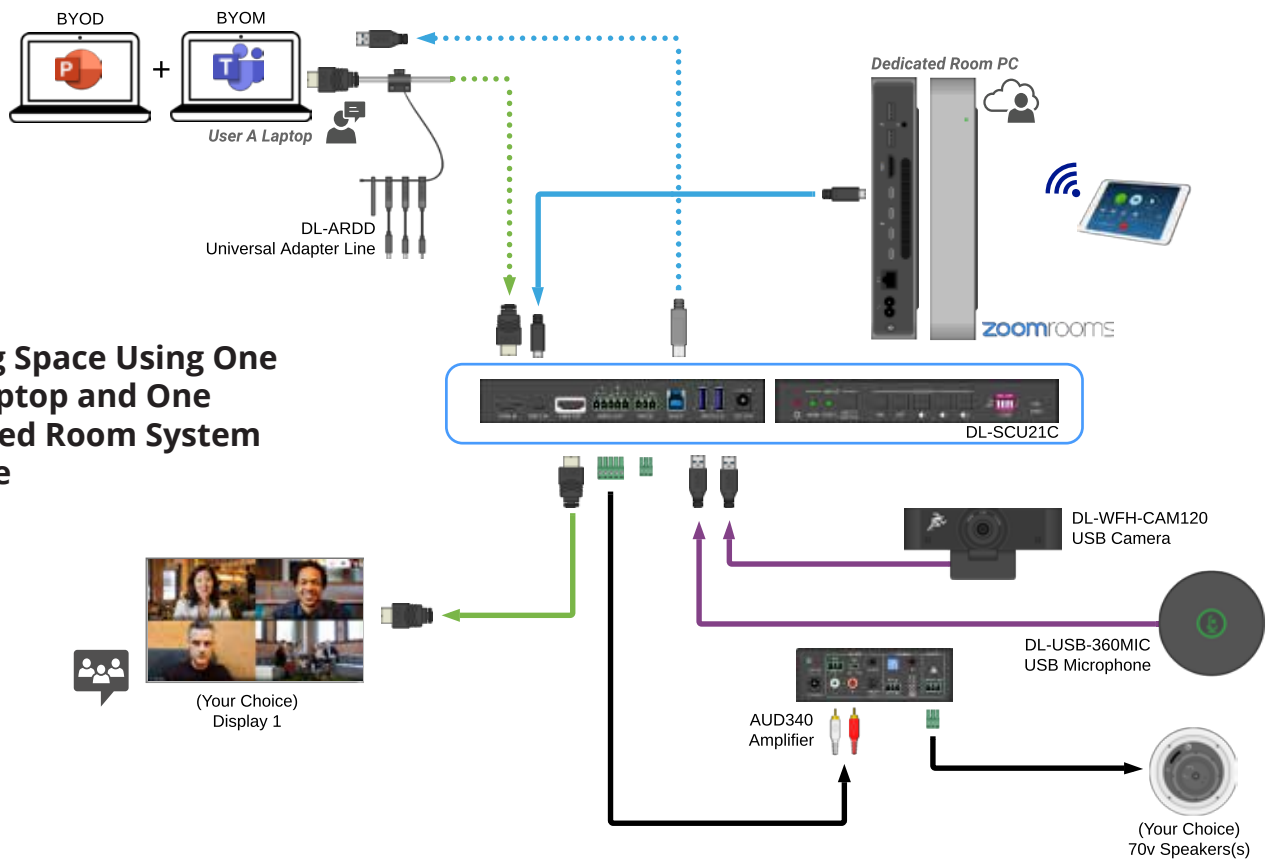 BYOD
BYOM
P
+
T
User A Laptop
Dedicated Room PC
DL-ARDD
Universal Adapter Line
zoomrooms
g Space Using One
ptop and One
ed Room System
e
DL-SCU21C
DL-WFH-CAM120
USB Camera
DL-USB-360MIC
USB Microphone
(Your Choice)
Display 1
AUD340
Amplifier
(Your Choice)
70v Speakers(s)